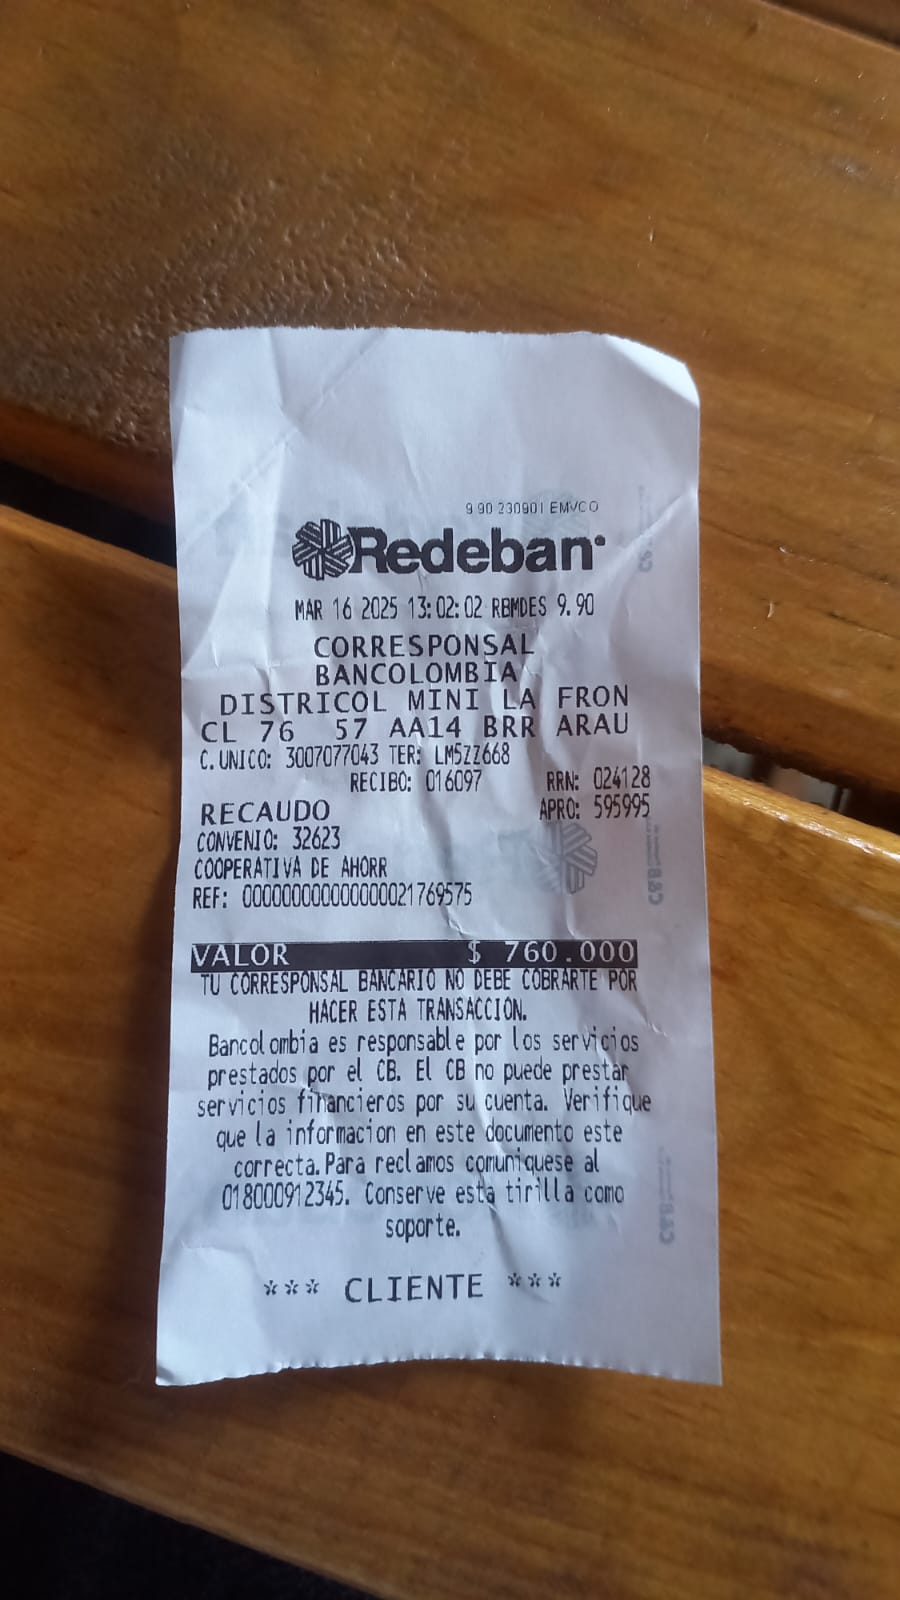 9.90 230901 EMVCO
Redeban
MAR 16 2025 13:02:02 RBMDES 9.90
CORRESPONSAL
BANCOLOMBIA
DISTRICOL MINI LA FRON
CL 76 57 AA14 BRR ARAU
C.UNICO: 3007077043 TER: LM5ZZ668
RECIBO: 016097 RRN: 024128
RECAUDO APRO: 595995
CONVENIO: 32623
COOPERATIVA DE AHORR
REF: 0000000000000000021769575
VALOR $ 760.000
TU CORRESPONSAL BANCARIO NO DEBE COBRARTE POR
HACER ESTA TRANSACCION.
Bancolombia es responsable por los servicios
prestados por el CB. El CB no puede prestar
servicios financieros por su cuenta. Verifique
que la informacion en este documento este
correcta.Para reclamos comuniquese al
018000912345. Conserve esta tirilla como
soporte.
*** CLIENTE ***